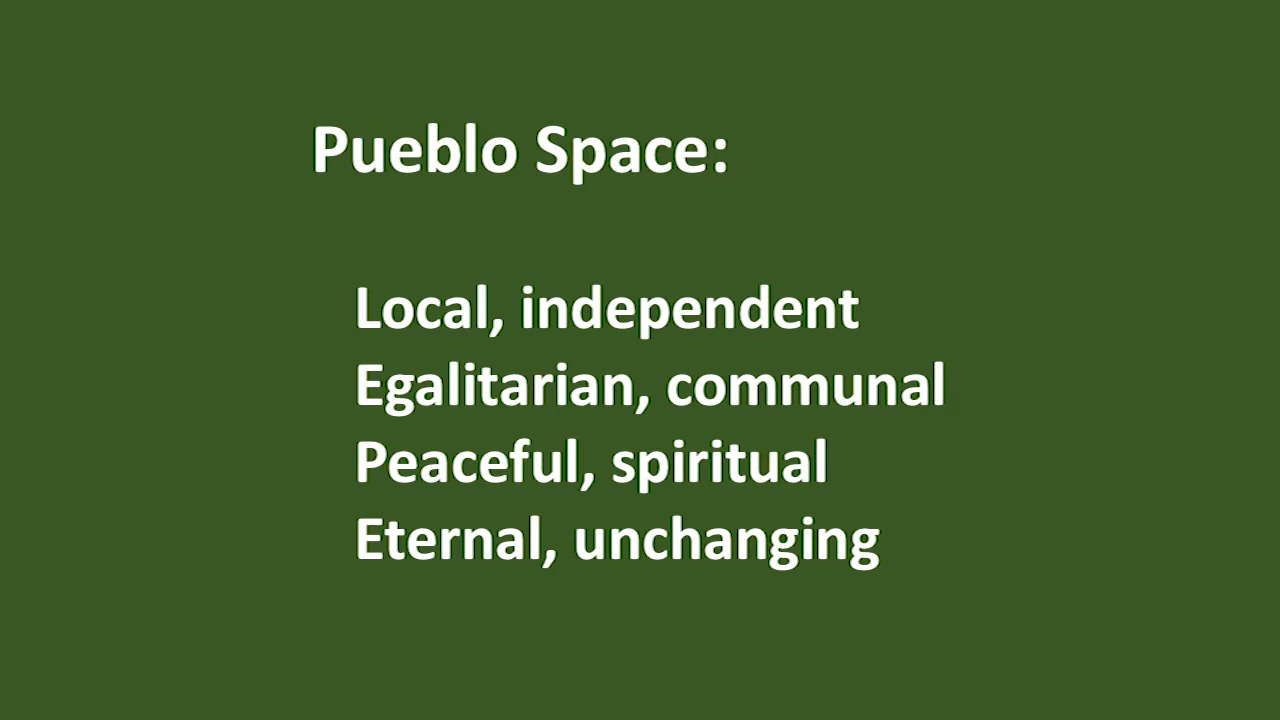 Pueblo Space:
Local, independent
Egalitarian, communal
Peaceful, spiritual
Eternal, unchanging